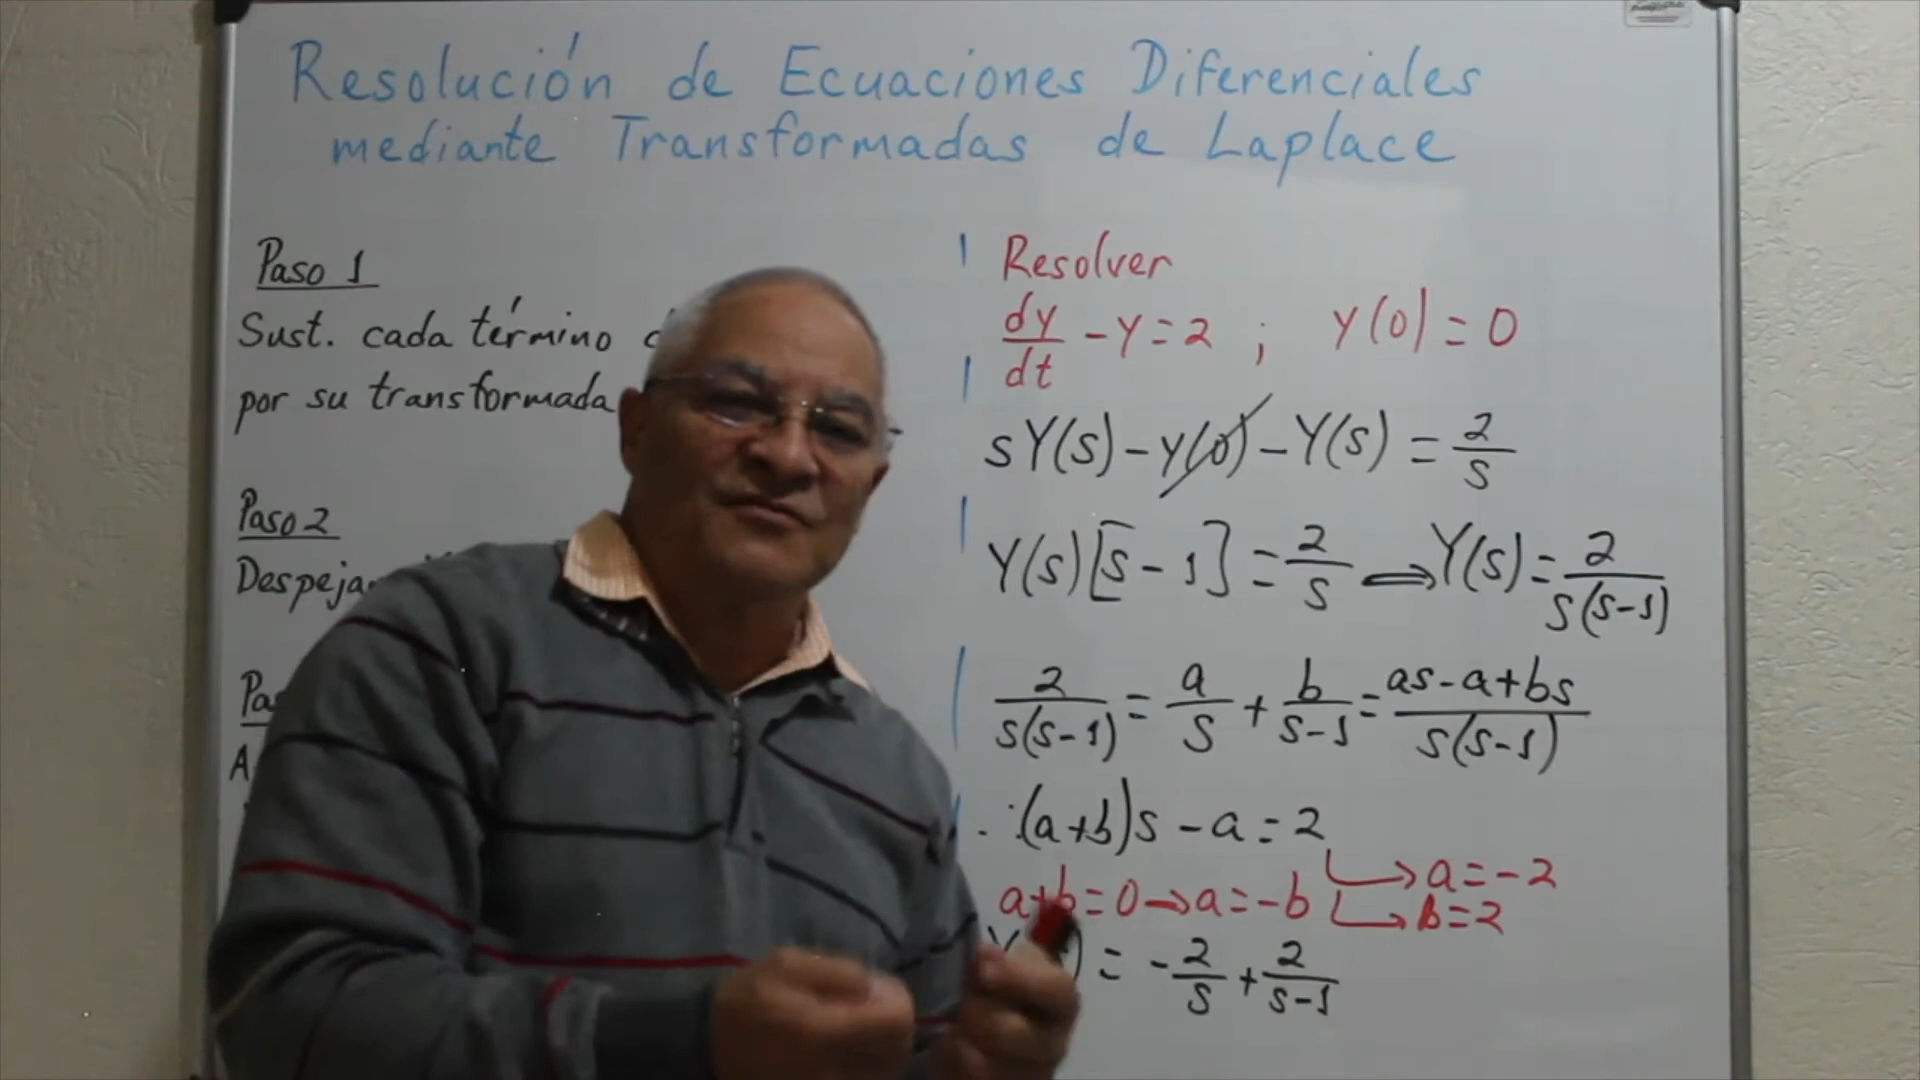 Resolución de Ecuaciones Diferenciales
mediante Transformadas de Laplace
Paso 1
Sust. cada término
por su transformada
Paso 2
Resolver
dy/dt - y = 2 ; y(0) = 0
sY(s) - y(0) - Y(s) = 2/s
Y(s)[s - 1] = 2/s ⇒ Y(s) = 2/s(s-1)
2/s(s-1) = a/s + b/s-1 = as-a+bs/s(s-1)
(a+b)s - a = 2
a+b=0→a=-b
→ a = -2
→ b = 2
= -2/s + 2/s-1